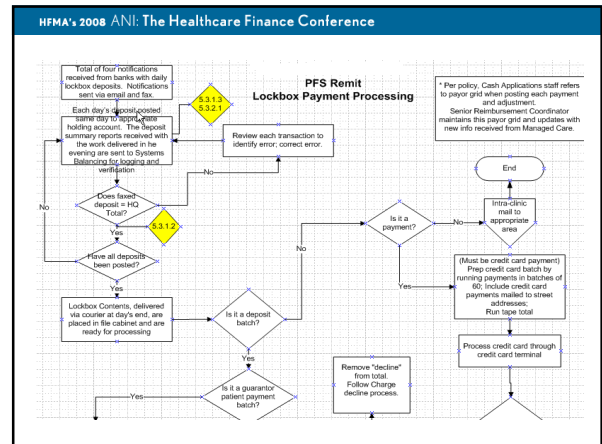 HFMA's 2008 ANI: The Healthcare Finance Conference
Total of four notifications
received from banks with daily
lockbox deposits. Notifications
sent via email and fax.
PFS Remit
Lockbox Payment Processing
* Per policy, Cash Applications staff refers
to payor grid when posting each payment
and adjustment.
Senior Reimbursement Coordinator
maintains this payor grid and updates with
new info received from Managed Care.
Each day's deposit posted
same day to appropriate
holding account. The deposit
summary reports received with
the work delivered in he
evening are sent to Systems
Balancing for logging and
verification
5.3.1.3
5.3.2.1
Review each transaction to
identify error; correct error.
End
No
Does faxed
deposit = HQ
Total?
Intra-clinic
mail to
appropriate
area
No
Yes
5.3.1.2
Is it a
payment?
No
Have all deposits
been posted?
No
Yes
Yes
(Must be credit card payment)
Prep credit card batch by
running payments in batches of
60; Include credit card
payments mailed to street
addresses;
Run tape total
Lockbox Contents, delivered
via courier at day's end, are
placed in file cabinet and are
ready for processing
Is it a deposit
batch?
Process credit card through
credit card terminal
Yes
Remove "decline"
from total.
Follow Charge
decline process.
Is it a guarantor
patient payment
batch?
Yes